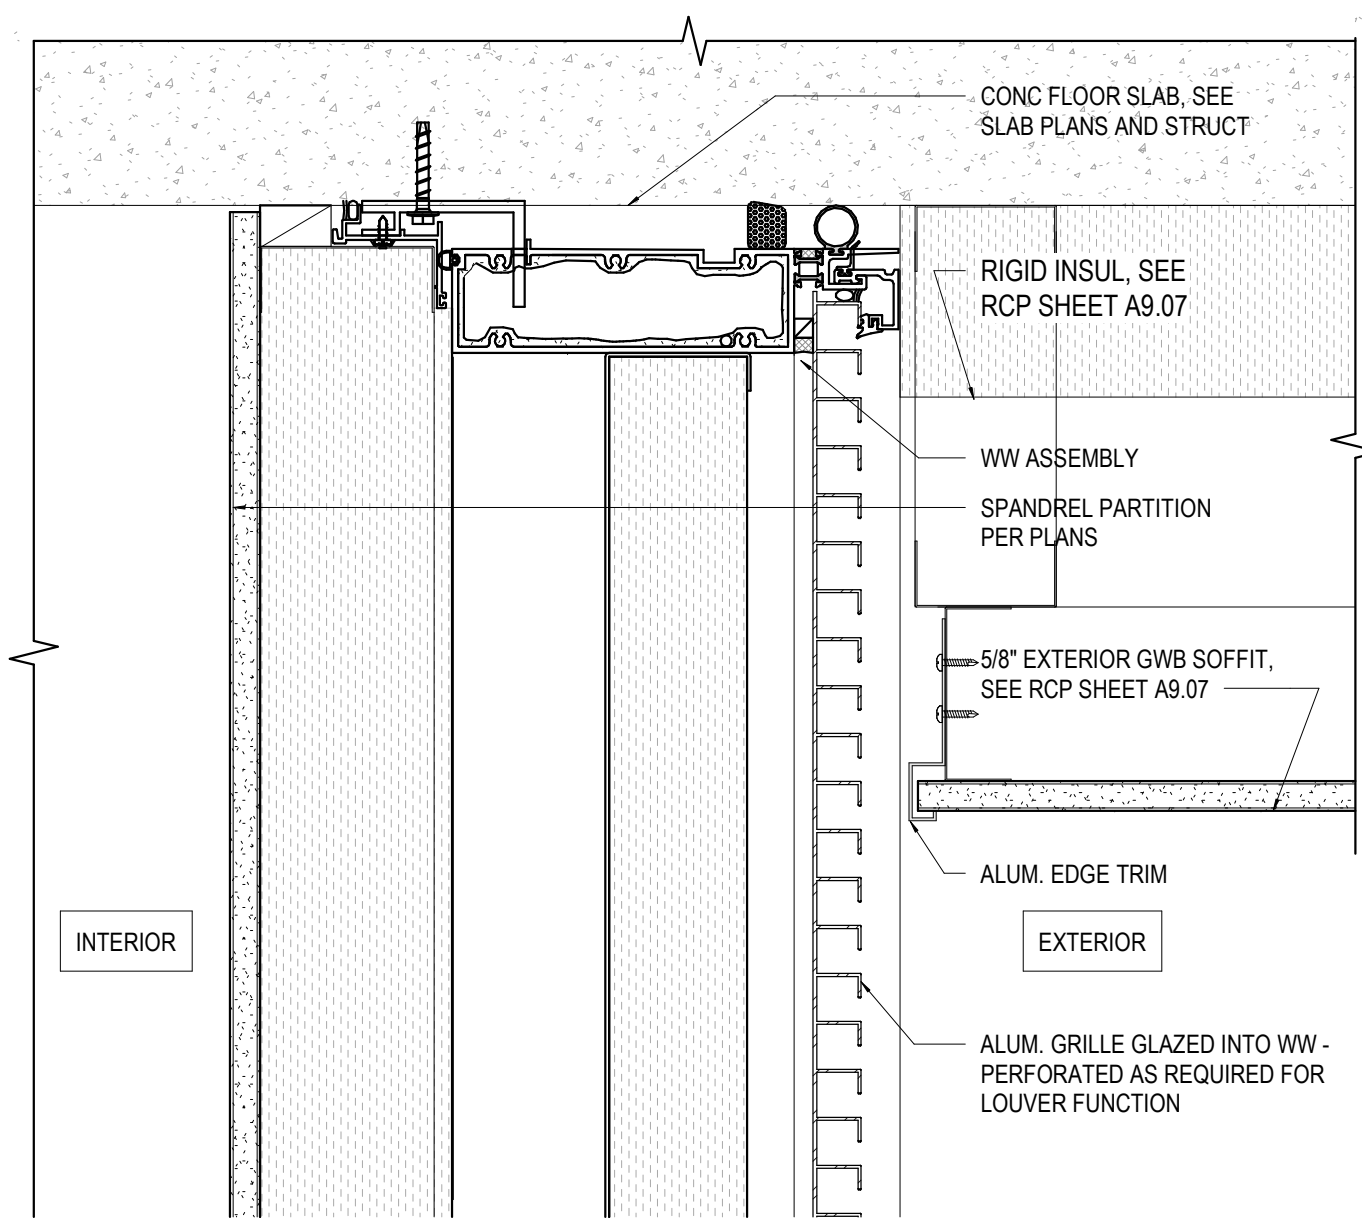 CONC FLOOR SLAB, SEE
SLAB PLANS AND STRUCT
RIGID INSUL, SEE
RCP SHEET A9.07
WW ASSEMBLY
SPANDREL PARTITION
PER PLANS
5/8" EXTERIOR GWB SOFFIT,
SEE RCP SHEET A9.07
ALUM. EDGE TRIM
INTERIOR
EXTERIOR
ALUM. GRILLE GLAZED INTO WW -
PERFORATED AS REQUIRED FOR
LOUVER FUNCTION